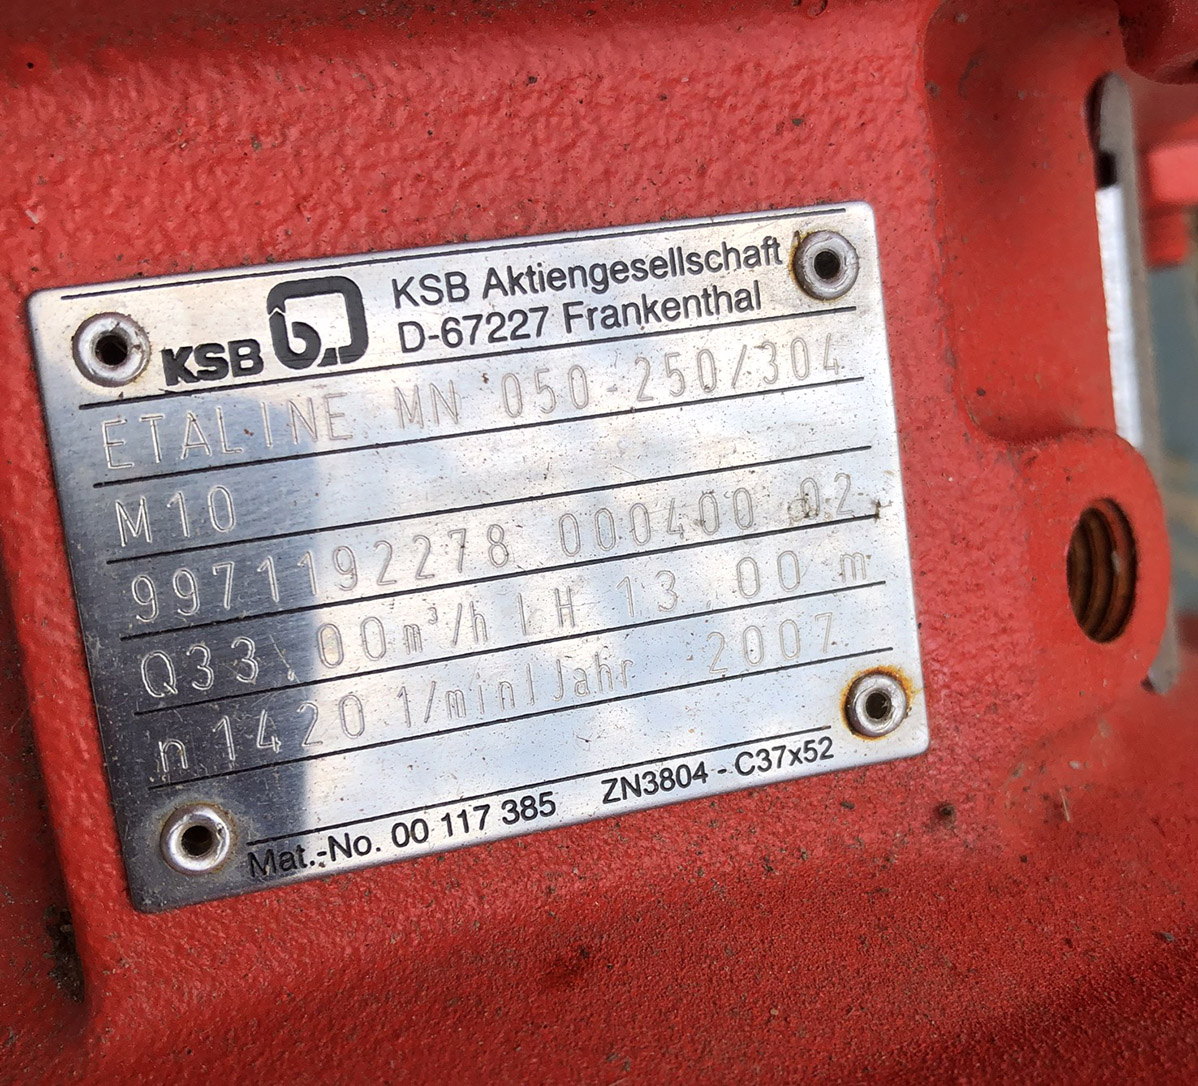 KSB
KSB Aktiengesellschaft
D-67227 Frankenthal
ETALINE MN 050-250/304
M10
9971192278 000400 02
Q33,00m³/h|H 13,00 m
n 1420 1/min|Jahr 2007
Mat.-No. 00 117 385 ZN3804 - C37x52